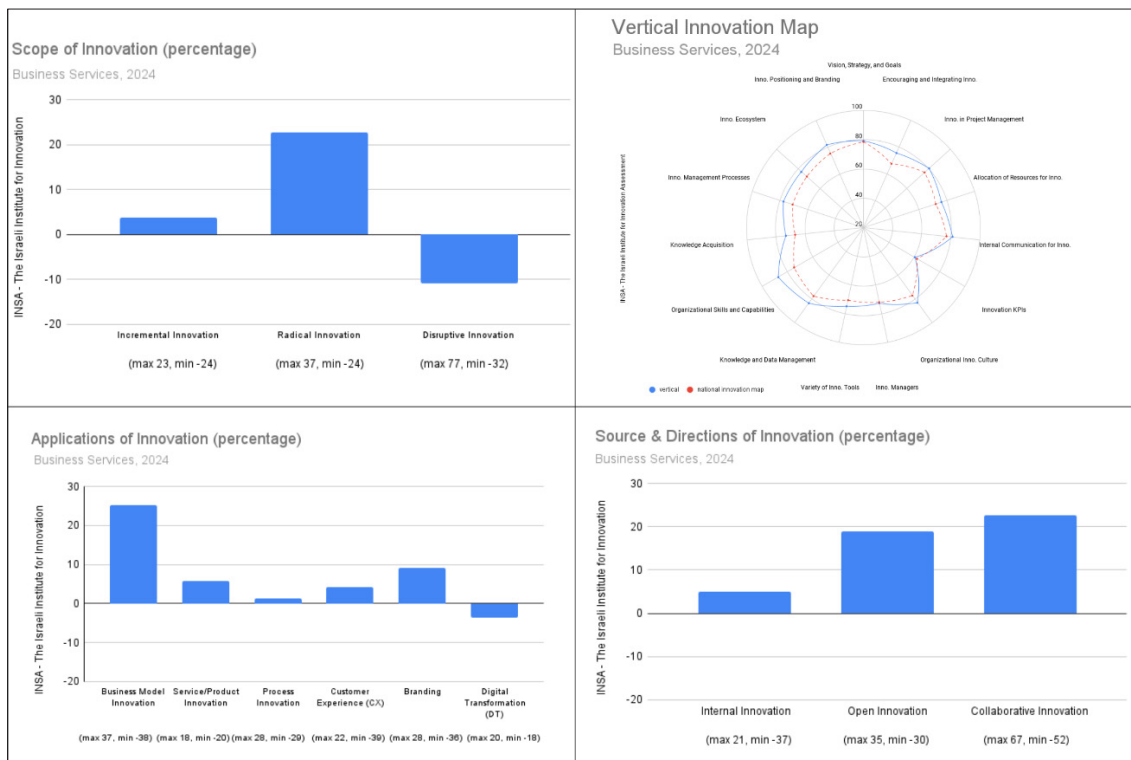 Scope of Innovation (percentage)
Business Services, 2024
INSA - The Israeli Institute for Innovation
30
20
10
0
-10
-20
Incremental Innovation
Radical Innovation
Disruptive Innovation
(max 23, min -24)
(max 37, min -24)
(max 77, min -32)
Vertical Innovation Map
Business Services, 2024
INSA - The Israeli Institute for Innovation Assessment
Vision, Strategy, and Goals
Inno. Positioning and Branding
Encouraging and Integrating Inno.
Inno. Ecosystem
Inno. in Project Management
Inno. Management Processes
Allocation of Resources for Inno.
Knowledge Acquisition
Internal Communication for Inno.
Organizational Skills and Capabilities
Innovation KPIs
Knowledge and Data Management
Organizational Inno. Culture
Variety of Inno. Tools
Inno. Managers
100
80
60
40
20
vertical
national innovation map
Applications of Innovation (percentage)
Business Services, 2024
INSA - The Israeli Institute for Innovation
30
20
10
0
-10
-20
Business Model
Innovation
Service/Product
Innovation
Process
Innovation
Customer
Experience (CX)
Branding
Digital
Transformation
(DT)
(max 37, min -38)
(max 18, min -20)
(max 28, min -29)
(max 22, min -39)
(max 28, min -36)
(max 20, min -18)
Source & Directions of Innovation (percentage)
Business Services, 2024
INSA - The Israeli Institute for Innovation
30
20
10
0
-10
-20
Internal Innovation
Open Innovation
Collaborative Innovation
(max 21, min -37)
(max 35, min -30)
(max 67, min -52)